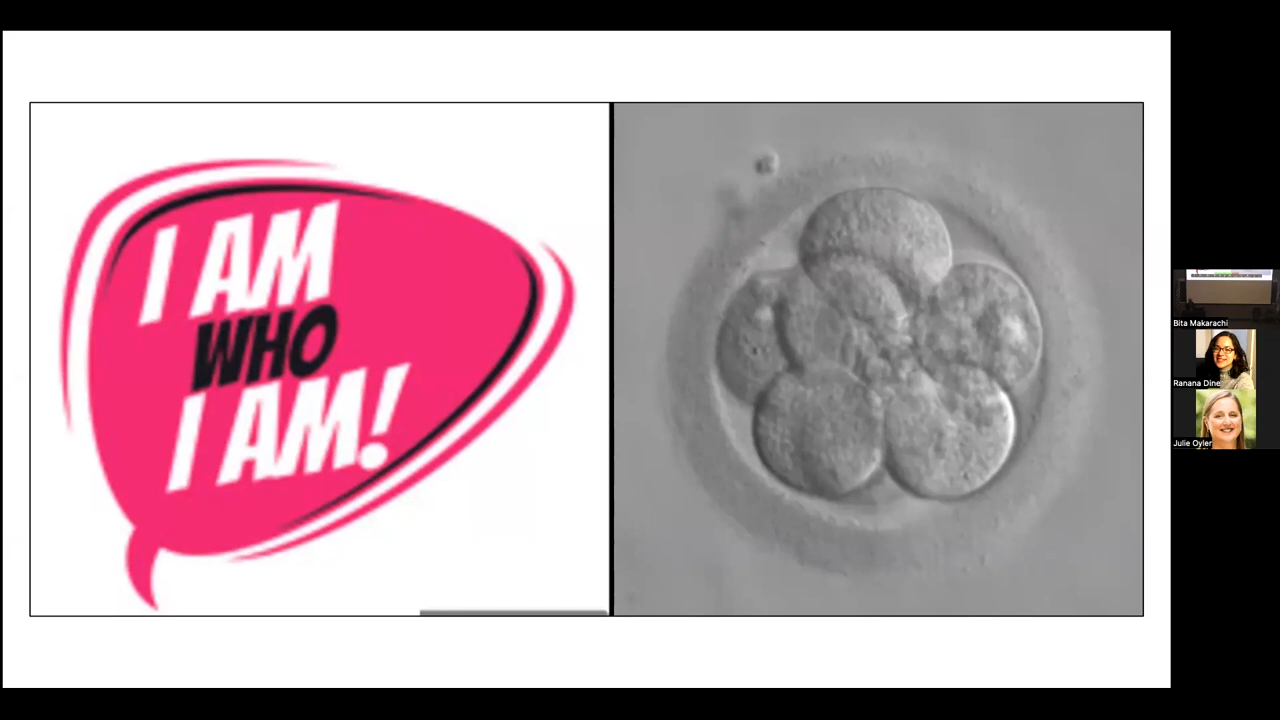 I AM
WHO
I AM!
Bita Makarachi
Ranana Dine
Julie Oyler